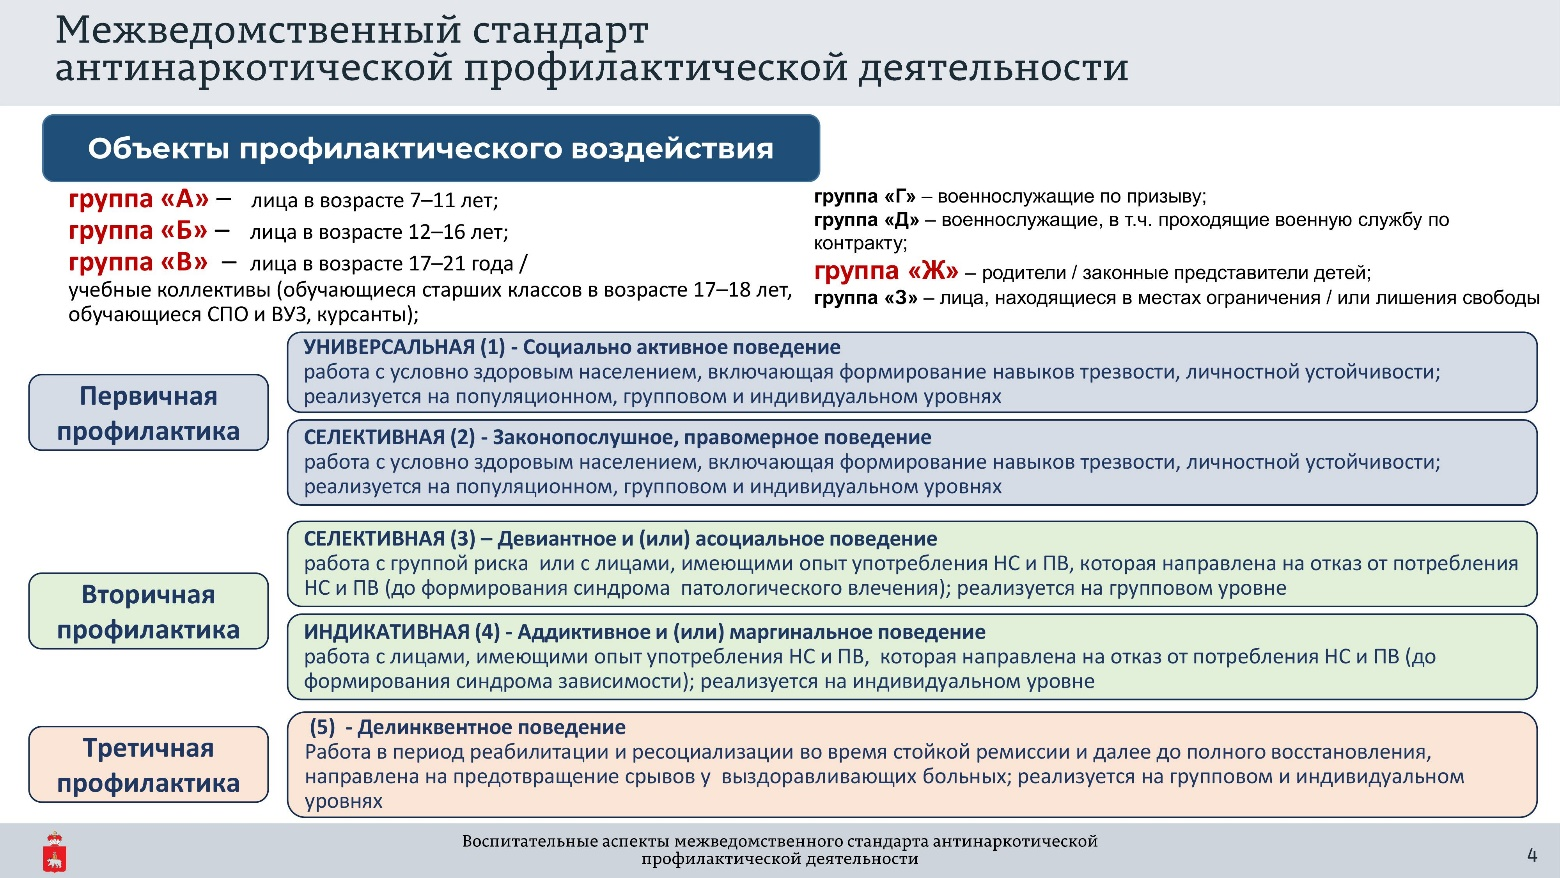 Межведомственный стандарт
антинаркотической профилактической деятельности
Объекты профилактического воздействия
группа «А» – лица в возрасте 7–11 лет;
группа «Б» – лица в возрасте 12–16 лет;
группа «В» – лица в возрасте 17–21 года /
учебные коллективы (обучающиеся старших классов в возрасте 17–18 лет,
обучающиеся СПО и ВУЗ, курсанты);
группа «Г» – военнослужащие по призыву;
группа «Д» – военнослужащие, в т.ч. проходящие военную службу по
контракту;
группа «Ж» – родители / законные представители детей;
группа «З» – лица, находящиеся в местах ограничения / или лишения свободы
Первичная
профилактика
УНИВЕРСАЛЬНАЯ (1) - Социально активное поведение
работа с условно здоровым населением, включающая формирование навыков трезвости, личностной устойчивости;
реализуется на популяционном, групповом и индивидуальном уровнях
СЕЛЕКТИВНАЯ (2) - Законопослушное, правомерное поведение
работа с условно здоровым населением, включающая формирование навыков трезвости, личностной устойчивости;
реализуется на популяционном, групповом и индивидуальном уровнях
Вторичная
профилактика
СЕЛЕКТИВНАЯ (3) – Девиантное и (или) асоциальное поведение
работа с группой риска или с лицами, имеющими опыт употребления НС и ПВ, которая направлена на отказ от потребления
НС и ПВ (до формирования синдрома патологического влечения); реализуется на групповом уровне
ИНДИКАТИВНАЯ (4) - Аддиктивное и (или) маргинальное поведение
работа с лицами, имеющими опыт употребления НС и ПВ, которая направлена на отказ от потребления НС и ПВ (до
формирования синдрома зависимости); реализуется на индивидуальном уровне
Третичная
профилактика
(5) - Делинквентное поведение
Работа в период реабилитации и ресоциализации во время стойкой ремиссии и далее до полного восстановления,
направлена на предотвращение срывов у выздоравливающих больных; реализуется на групповом и индивидуальном
уровнях
Воспитательные аспекты межведомственного стандарта антинаркотической
профилактической деятельности
4